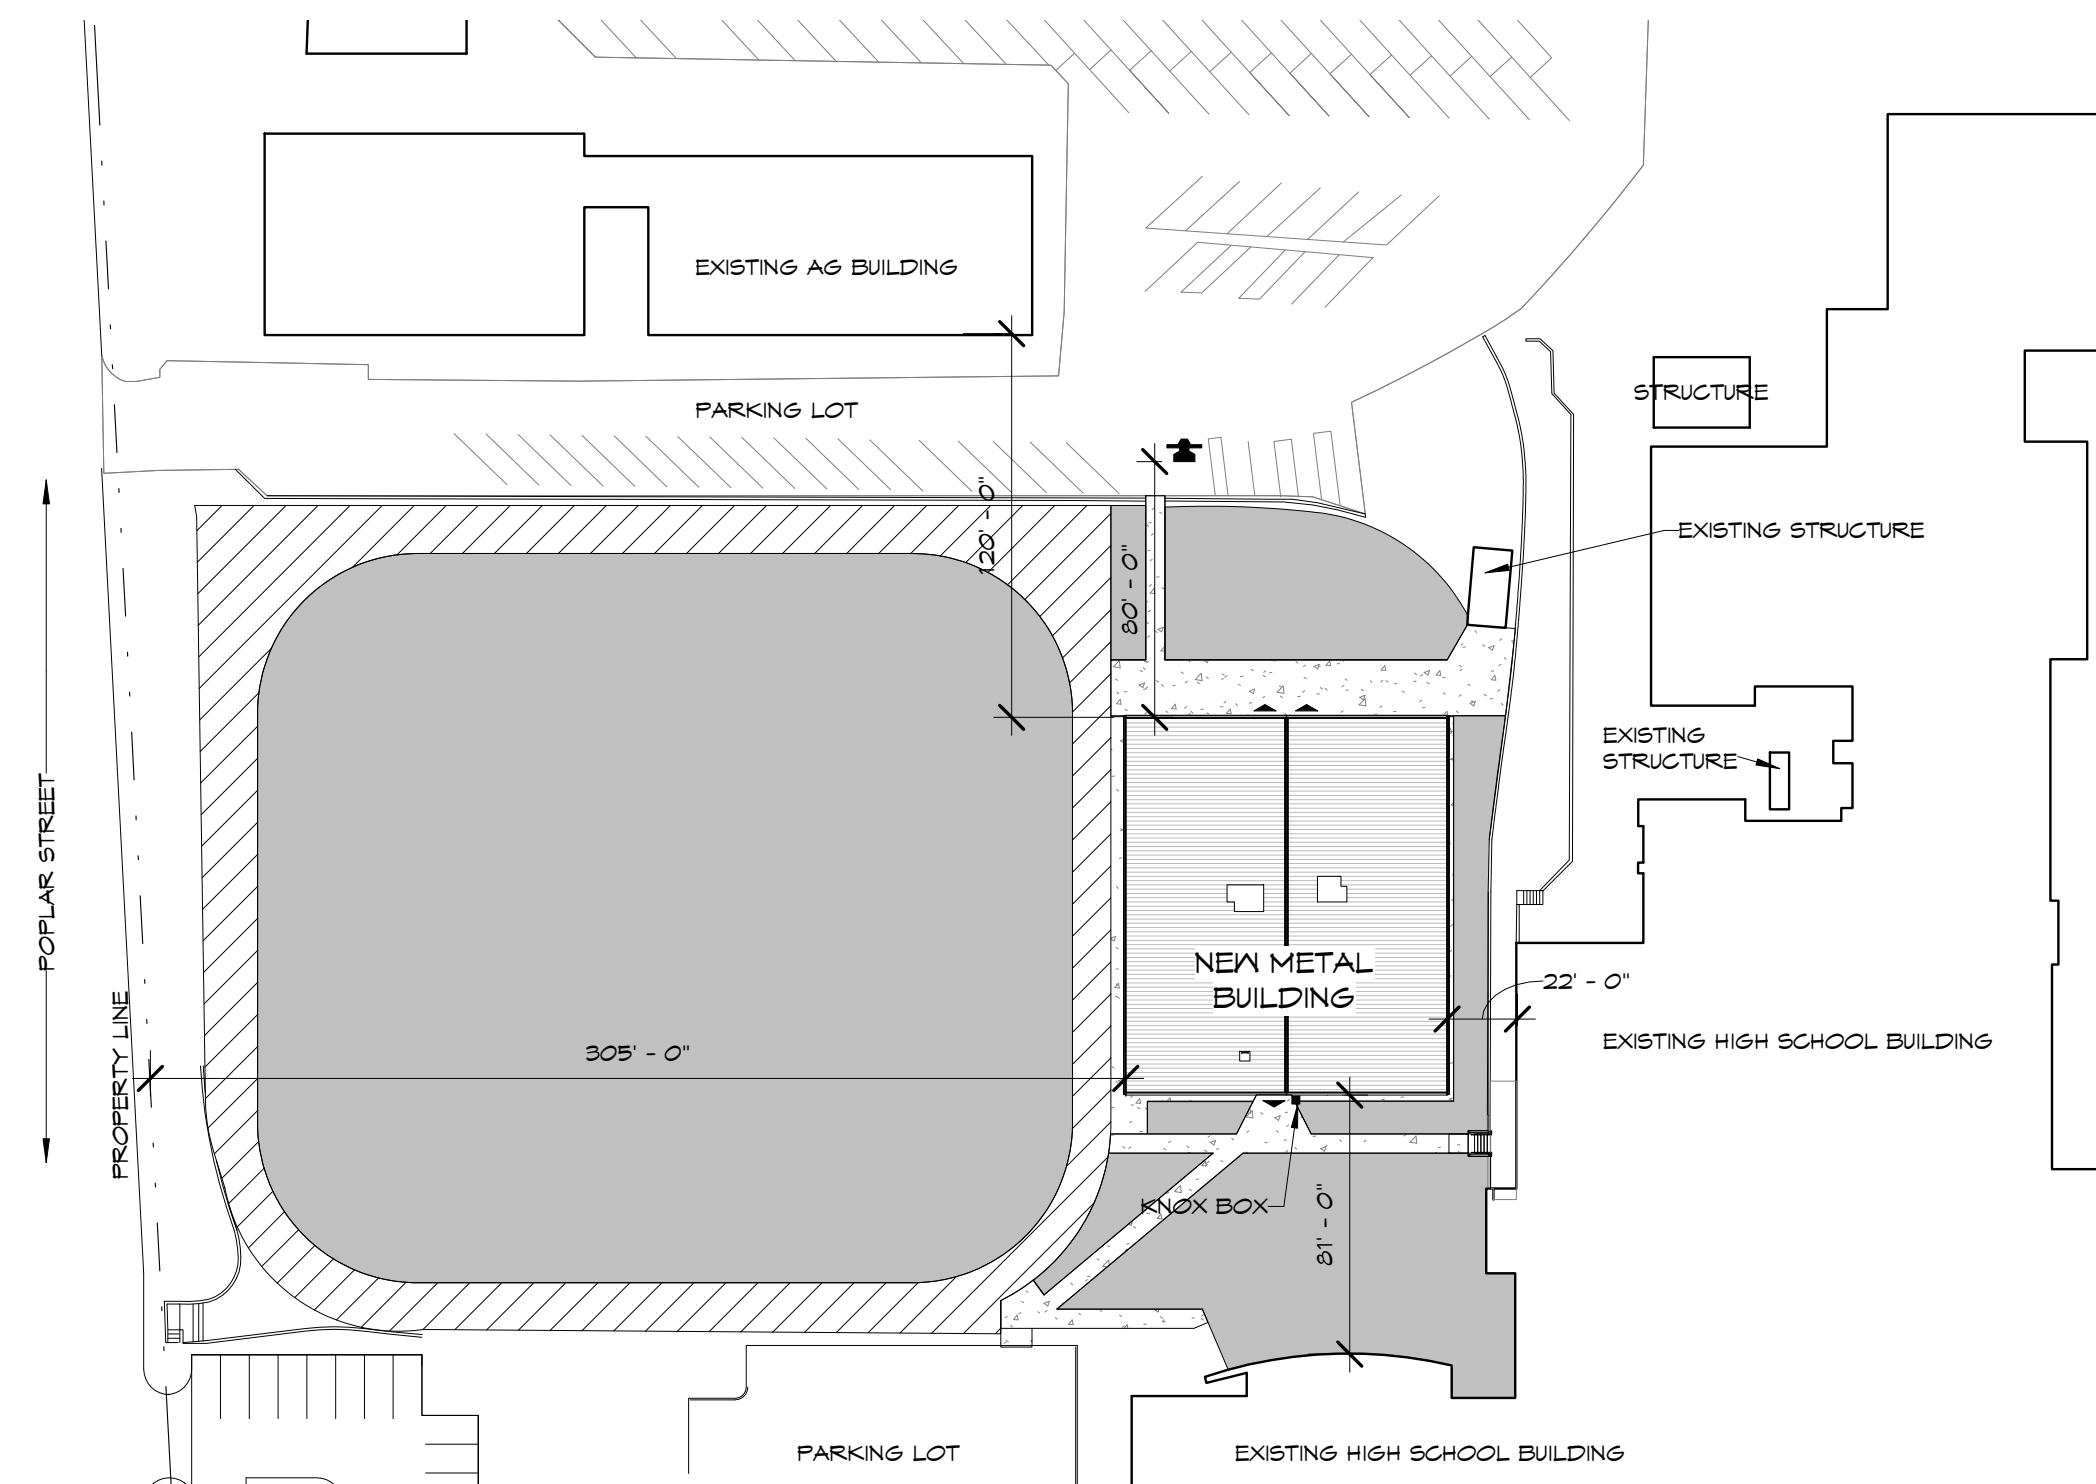 EXISTING AG BUILDING
PARKING LOT
STRUCTURE
120' - 0"
80' - 0"
EXISTING STRUCTURE
EXISTING
STRUCTURE
POPLAR STREET
PROPERTY LINE
NEW METAL
BUILDING
22' - 0"
EXISTING HIGH SCHOOL BUILDING
305' - 0"
KNOX BOX
81' - 0"
PARKING LOT
EXISTING HIGH SCHOOL BUILDING